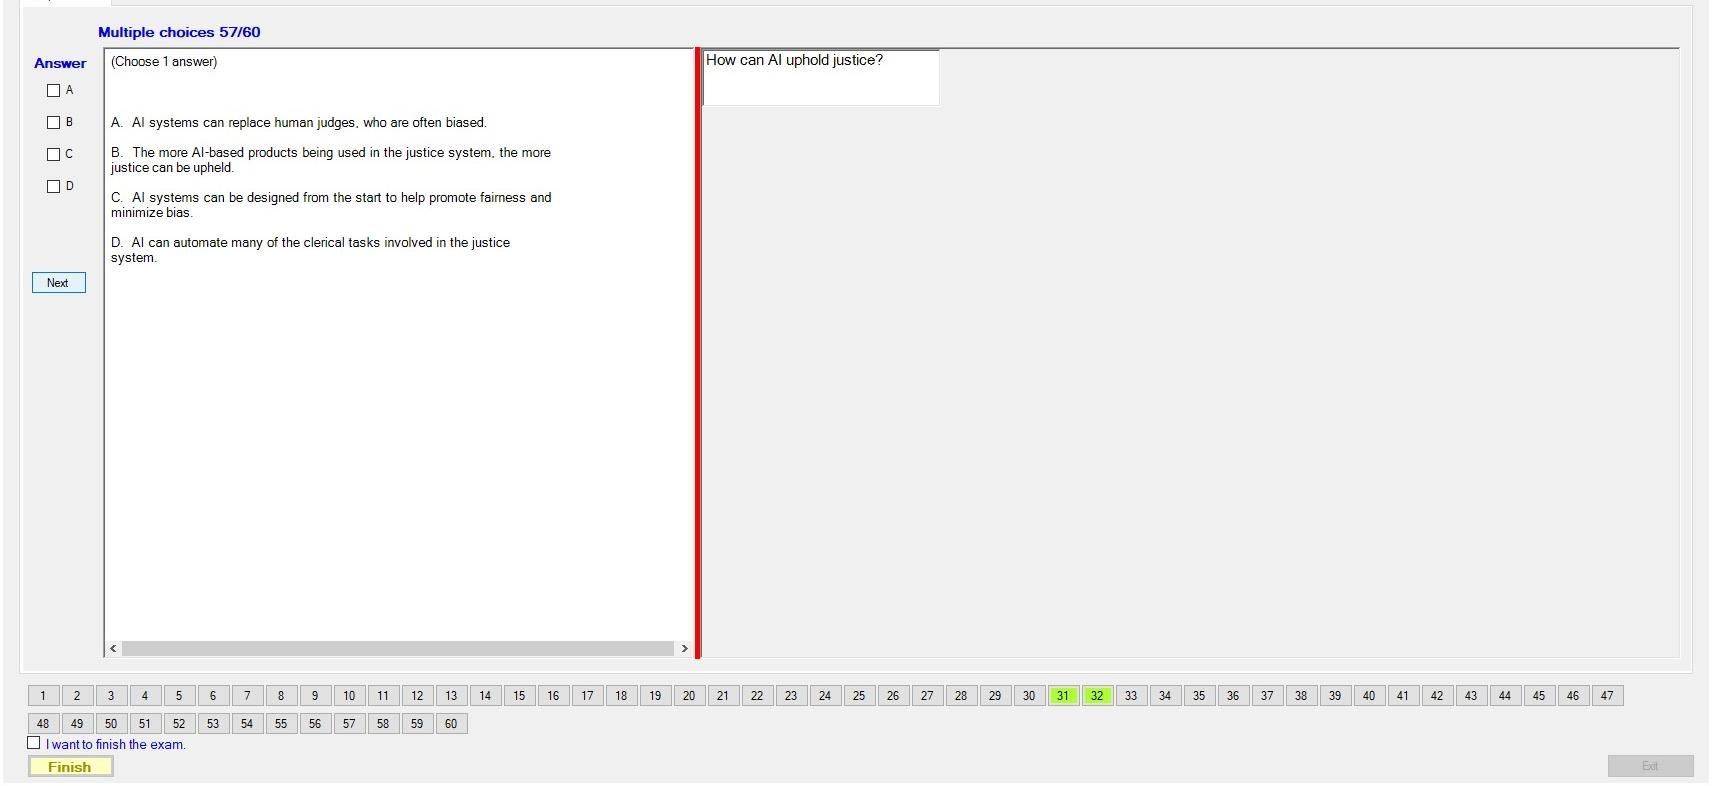 Multiple choices 57/60
Answer
(Choose 1 answer)
How can AI uphold justice?
A
B
C
D
A. AI systems can replace human judges, who are often biased.
B. The more AI-based products being used in the justice system, the more
justice can be upheld.
C. AI systems can be designed from the start to help promote fairness and
minimize bias.
D. AI can automate many of the clerical tasks involved in the justice
system.
Next
1 2 3 4 5 6 7 8 9 10 11 12 13 14 15 16 17 18 19 20 21 22 23 24 25 26 27 28 29 30 31 32 33 34 35 36 37 38 39 40 41 42 43 44 45 46 47
48 49 50 51 52 53 54 55 56 57 58 59 60
I want to finish the exam.
Finish
Exit